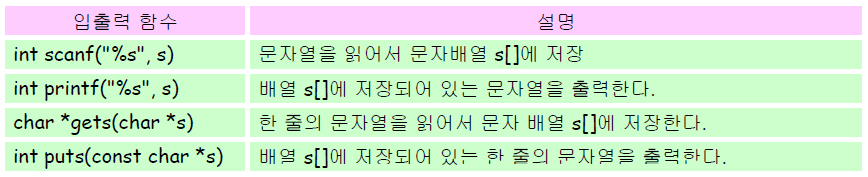 입출력 함수 설명
int scanf("%s", s) 문자열을 읽어서 문자배열 s[]에 저장
int printf("%s", s) 배열 s[]에 저장되어 있는 문자열을 출력한다.
char *gets(char *s) 한 줄의 문자열을 읽어서 문자 배열 s[]에 저장한다.
int puts(const char *s) 배열 s[]에 저장되어 있는 한 줄의 문자열을 출력한다.